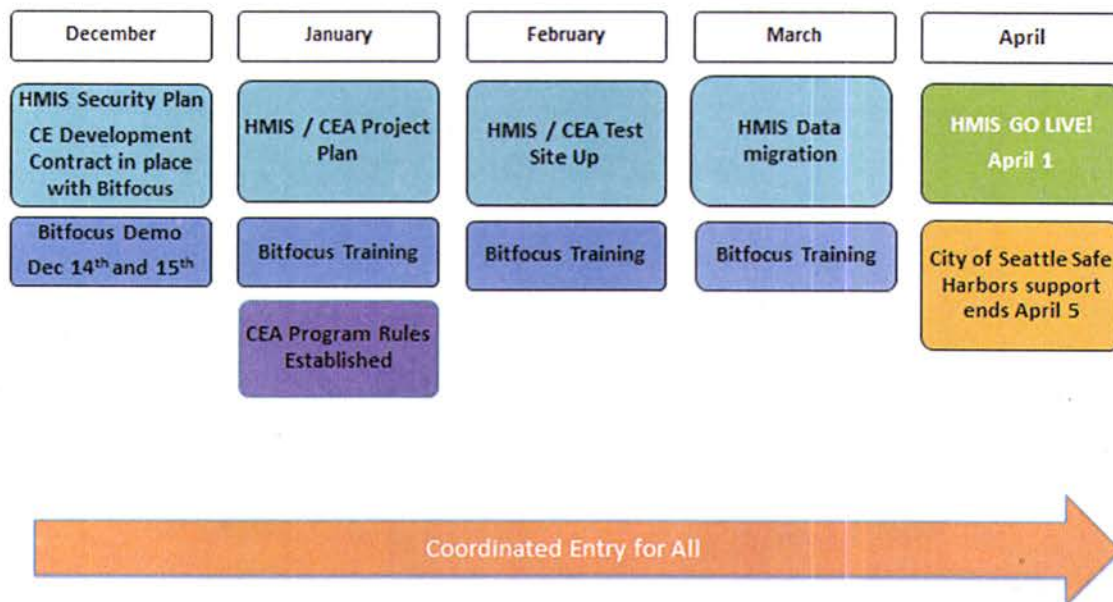 December
January
February
March
April
HMIS Security Plan
CE Development
Contract in place
with Bitfocus
HMIS / CEA Project
Plan
HMIS / CEA Test
Site Up
HMIS Data
migration
HMIS GO LIVE!
April 1
Bitfocus Demo
Dec 14th and 15th
Bitfocus Training
Bitfocus Training
Bitfocus Training
City of Seattle Safe
Harbors support
ends April 5
CEA Program Rules
Established
Coordinated Entry for All